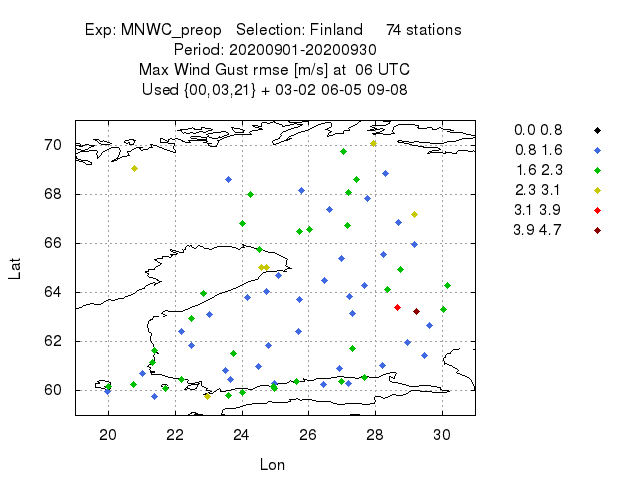 Exp: MNWC_preop Selection: Finland 74 stations
Period: 20200901-20200930
Max Wind Gust rmse [m/s] at 06 UTC
Used {00,03,21} + 03-02 06-05 09-08
70
68
66
64
62
60
Lat
20 22 24 26 28 30
Lon
0.0 0.8
0.8 1.6
1.6 2.3
2.3 3.1
3.1 3.9
3.9 4.7